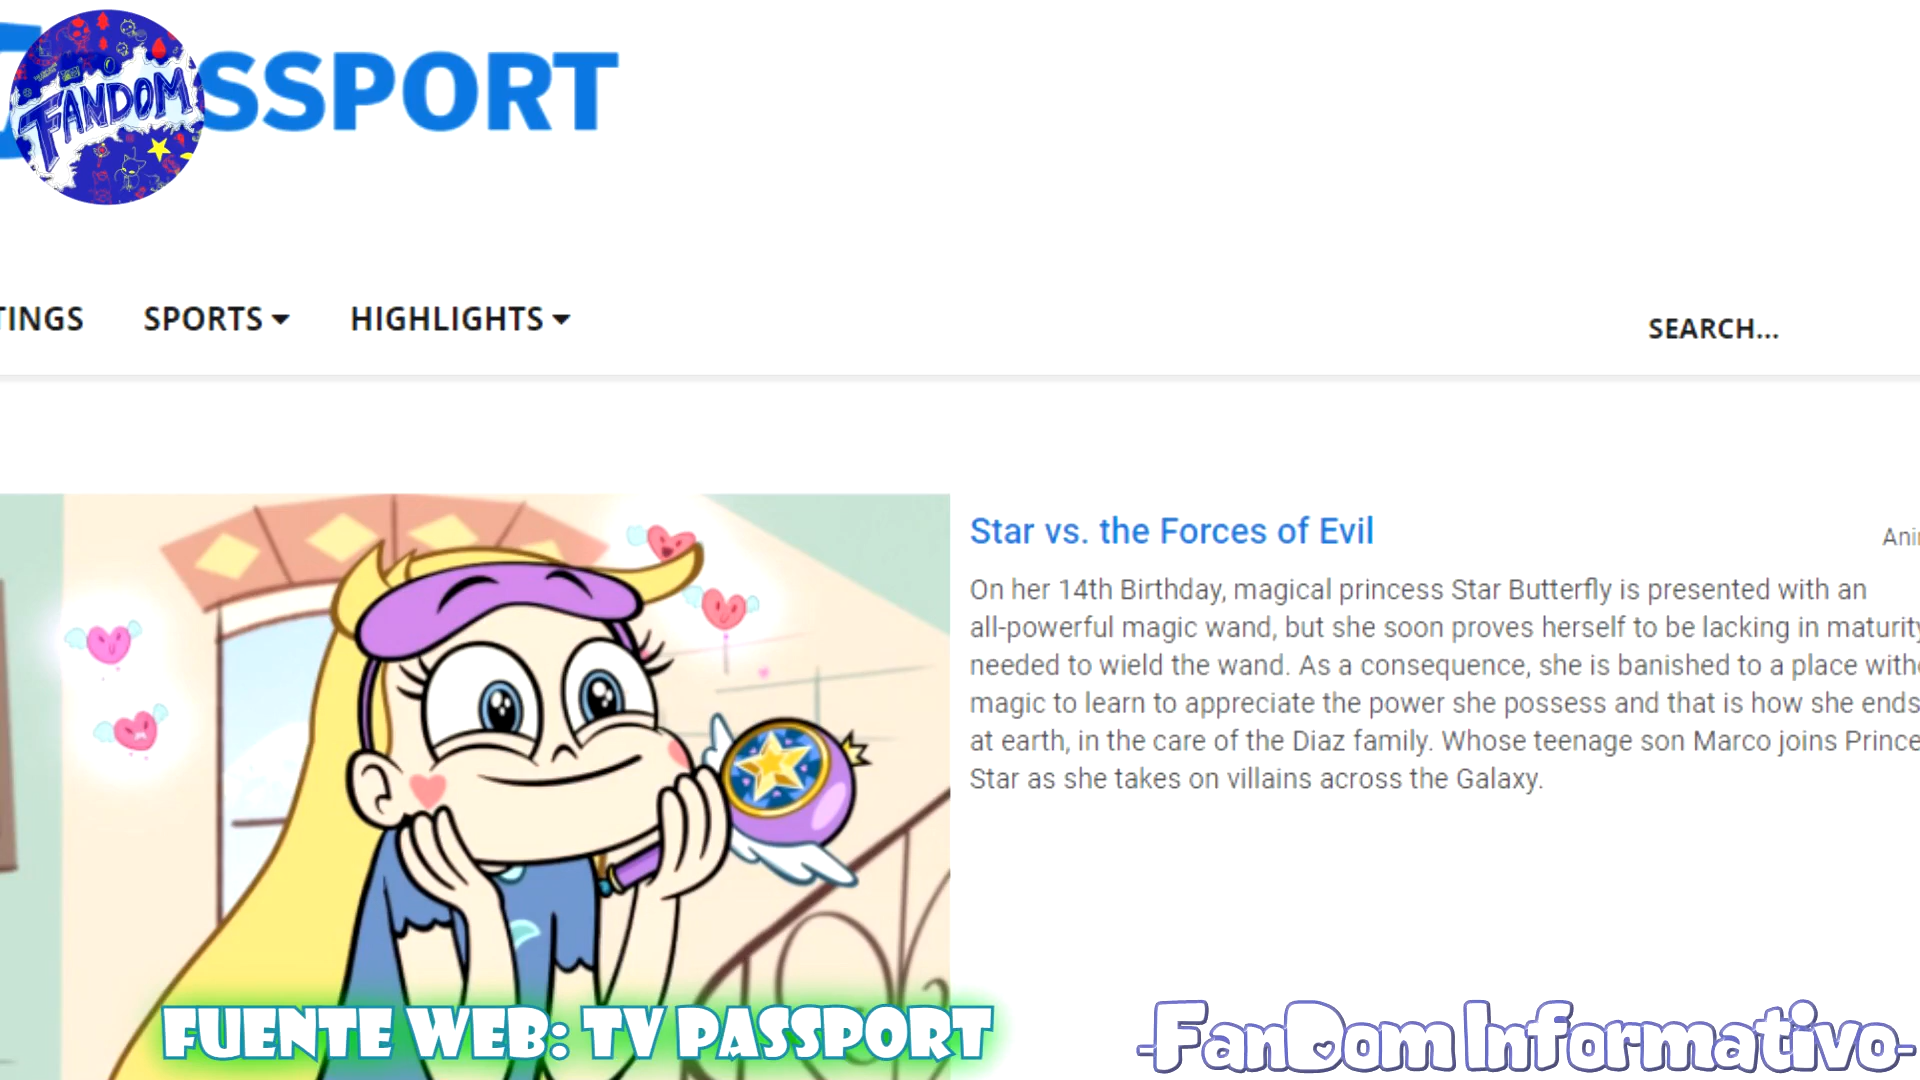 FANDOM
SSPORT
TINGS SPORTS HIGHLIGHTS
SEARCH...
Star vs. the Forces of Evil
Ani
On her 14th Birthday, magical princess Star Butterfly is presented with an
all-powerful magic wand, but she soon proves herself to be lacking in maturity
needed to wield the wand. As a consequence, she is banished to a place with
magic to learn to appreciate the power she possess and that is how she ends
at earth, in the care of the Diaz family. Whose teenage son Marco joins Prince
Star as she takes on villains across the Galaxy.
FUENTE WEB: TV PASSPORT
-FanDom Informativo-